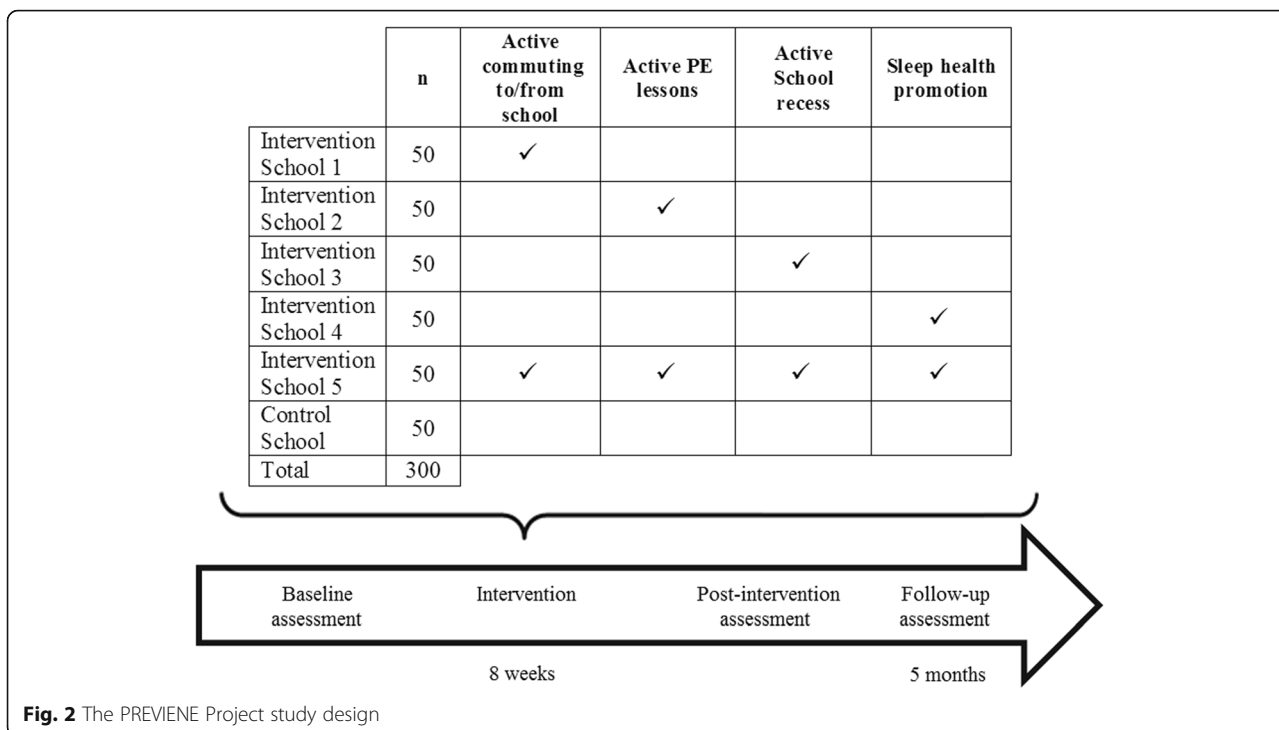 n
Active
commuting
to/from
school
Active PE
lessons
Active
School
recess
Sleep health
promotion
Intervention
School 1
50
✓
Intervention
School 2
50
✓
Intervention
School 3
50
✓
Intervention
School 4
50
✓
Intervention
School 5
50
✓
✓
✓
✓
Control
School
50
Total
300
Baseline
assessment
Intervention
Post-intervention
assessment
Follow-up
assessment
8 weeks
5 months
Fig. 2 The PREVIENE Project study design